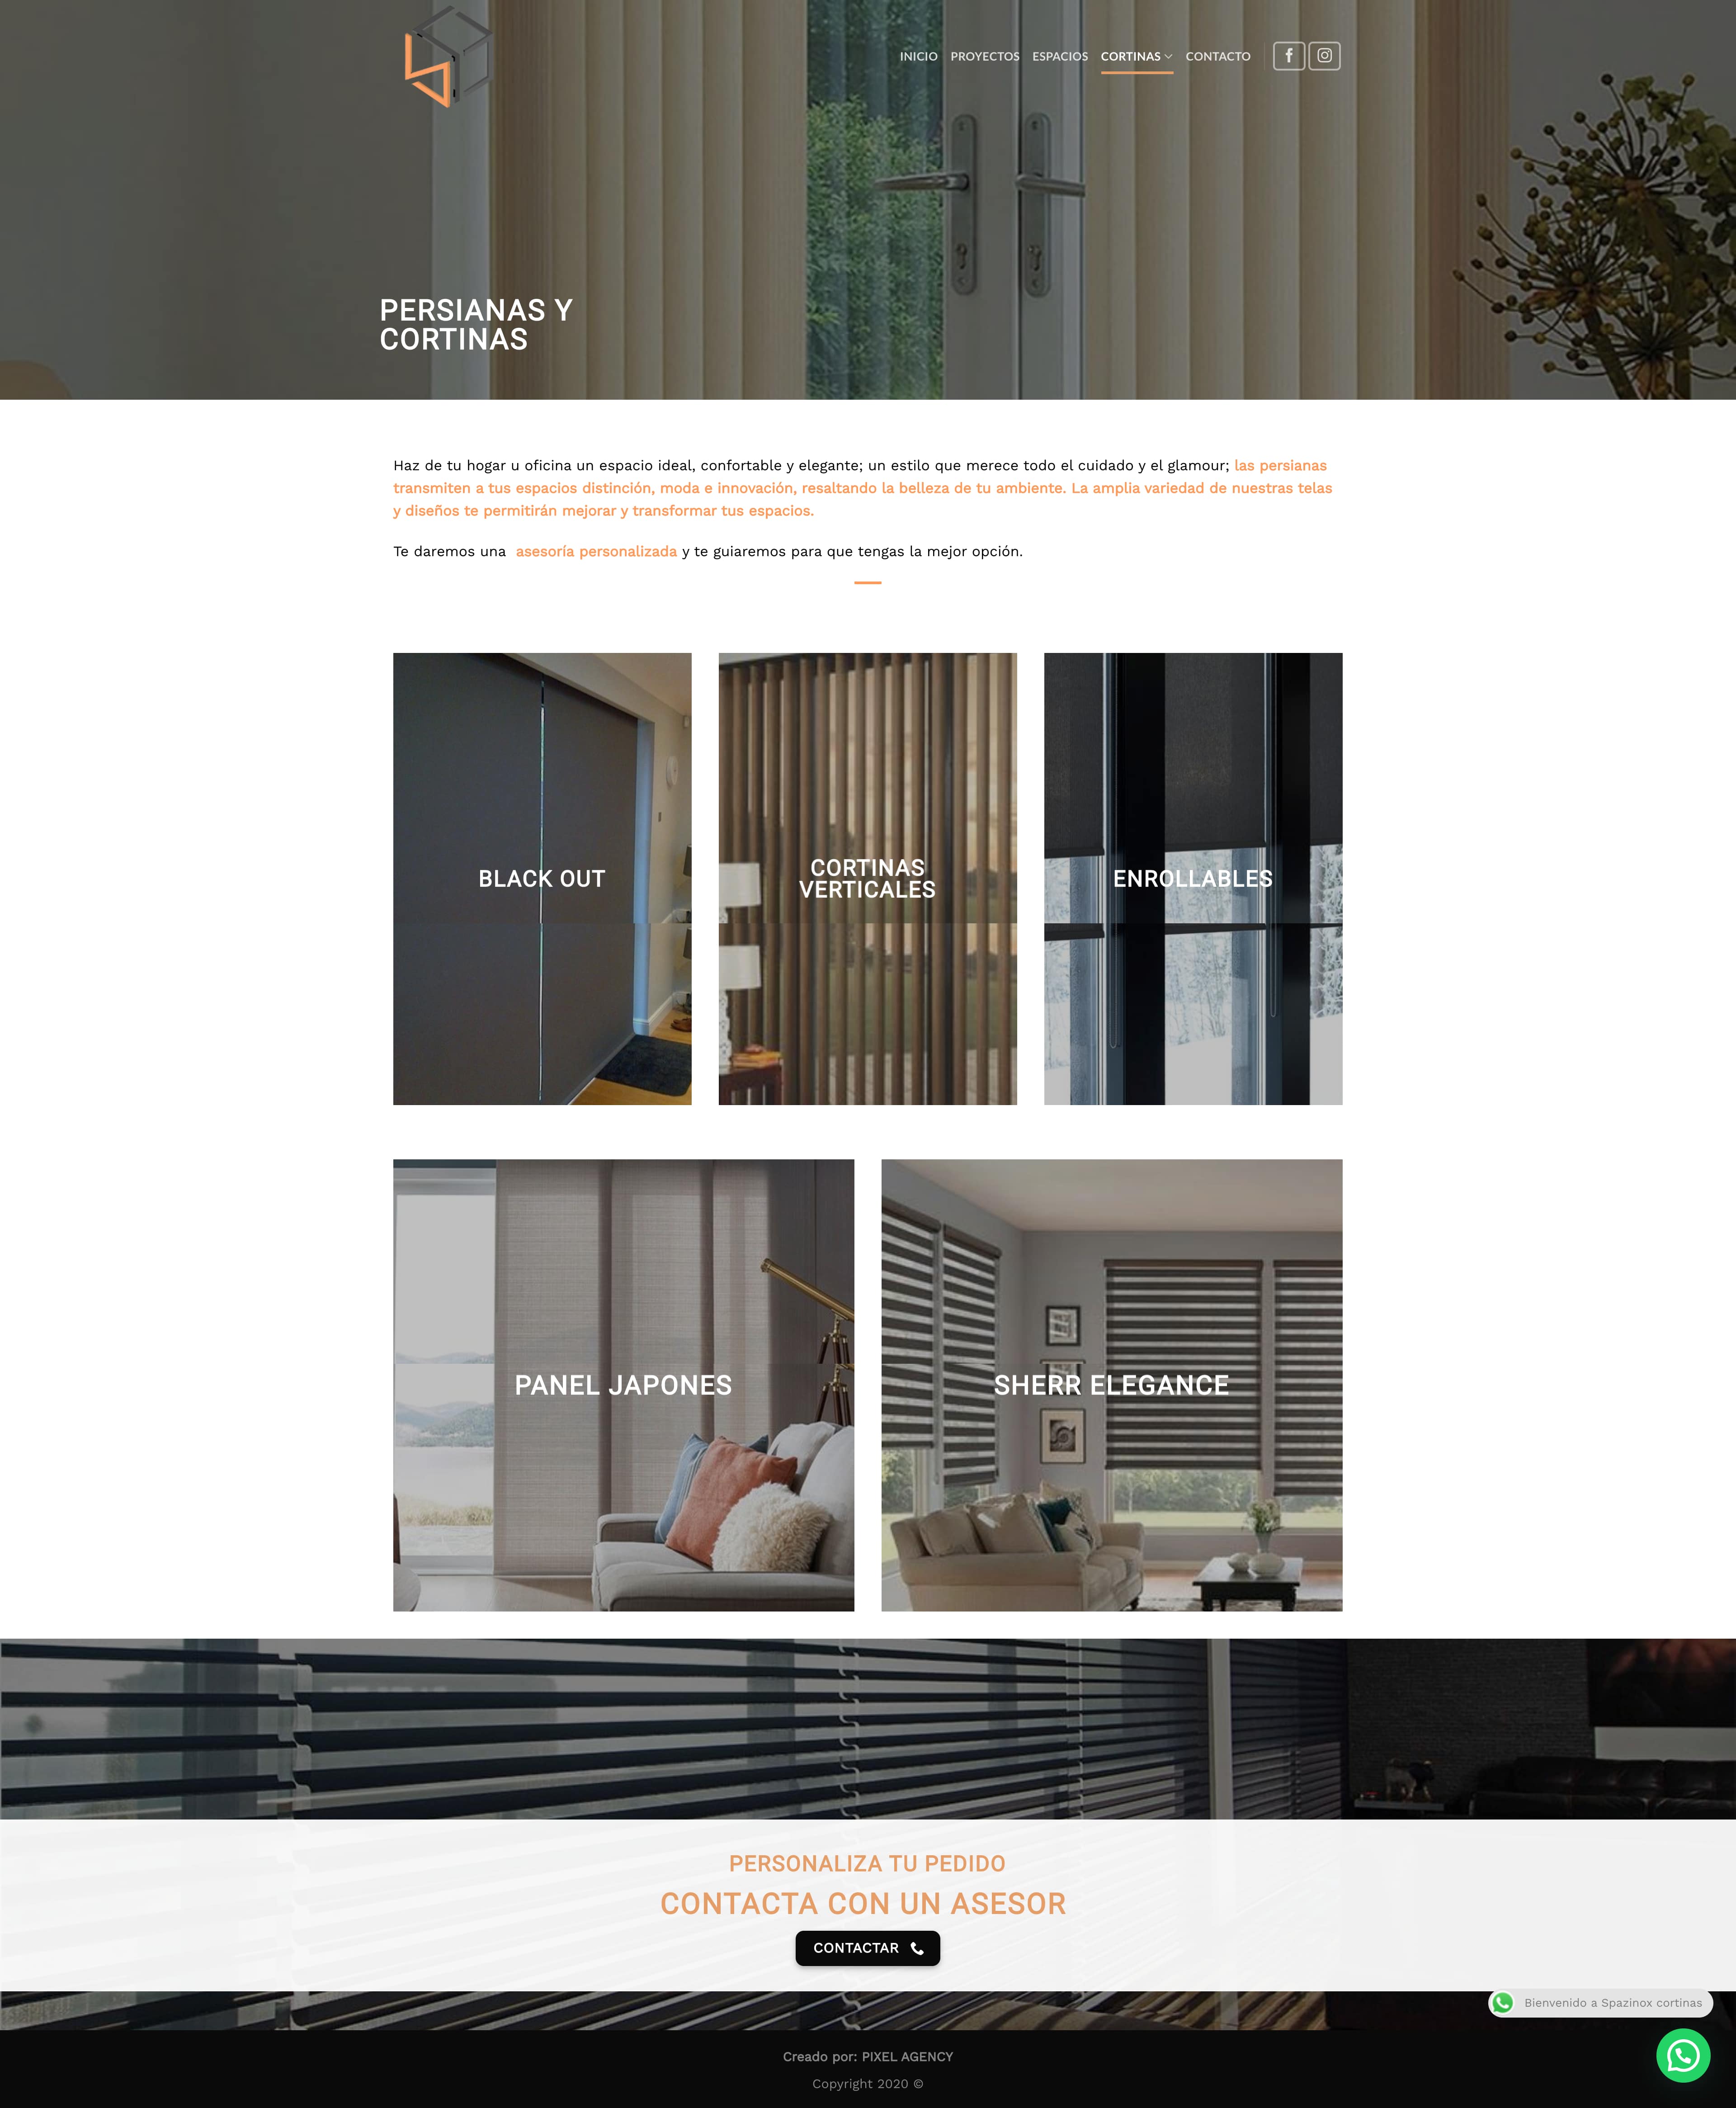 INICIO PROYECTOS ESPACIOS CORTINAS CONTACTO
PERSIANAS Y
CORTINAS
Haz de tu hogar u oficina un espacio ideal, confortable y elegante; un estilo que merece todo el cuidado y el glamour; las persianas
transmiten a tus espacios distinción, moda e innovación, resaltando la belleza de tu ambiente. La amplia variedad de nuestras telas
y diseños te permitirán mejorar y transformar tus espacios.
Te daremos una asesoría personalizada y te guiaremos para que tengas la mejor opción.
BLACK OUT
CORTINAS
VERTICALES
ENROLLABLES
PANEL JAPONES
SHERR ELEGANCE
PERSONALIZA TU PEDIDO
CONTACTA CON UN ASESOR
CONTACTAR
Bienvenido a Spazinox cortinas
Creado por: PIXEL AGENCY
Copyright 2020 ©